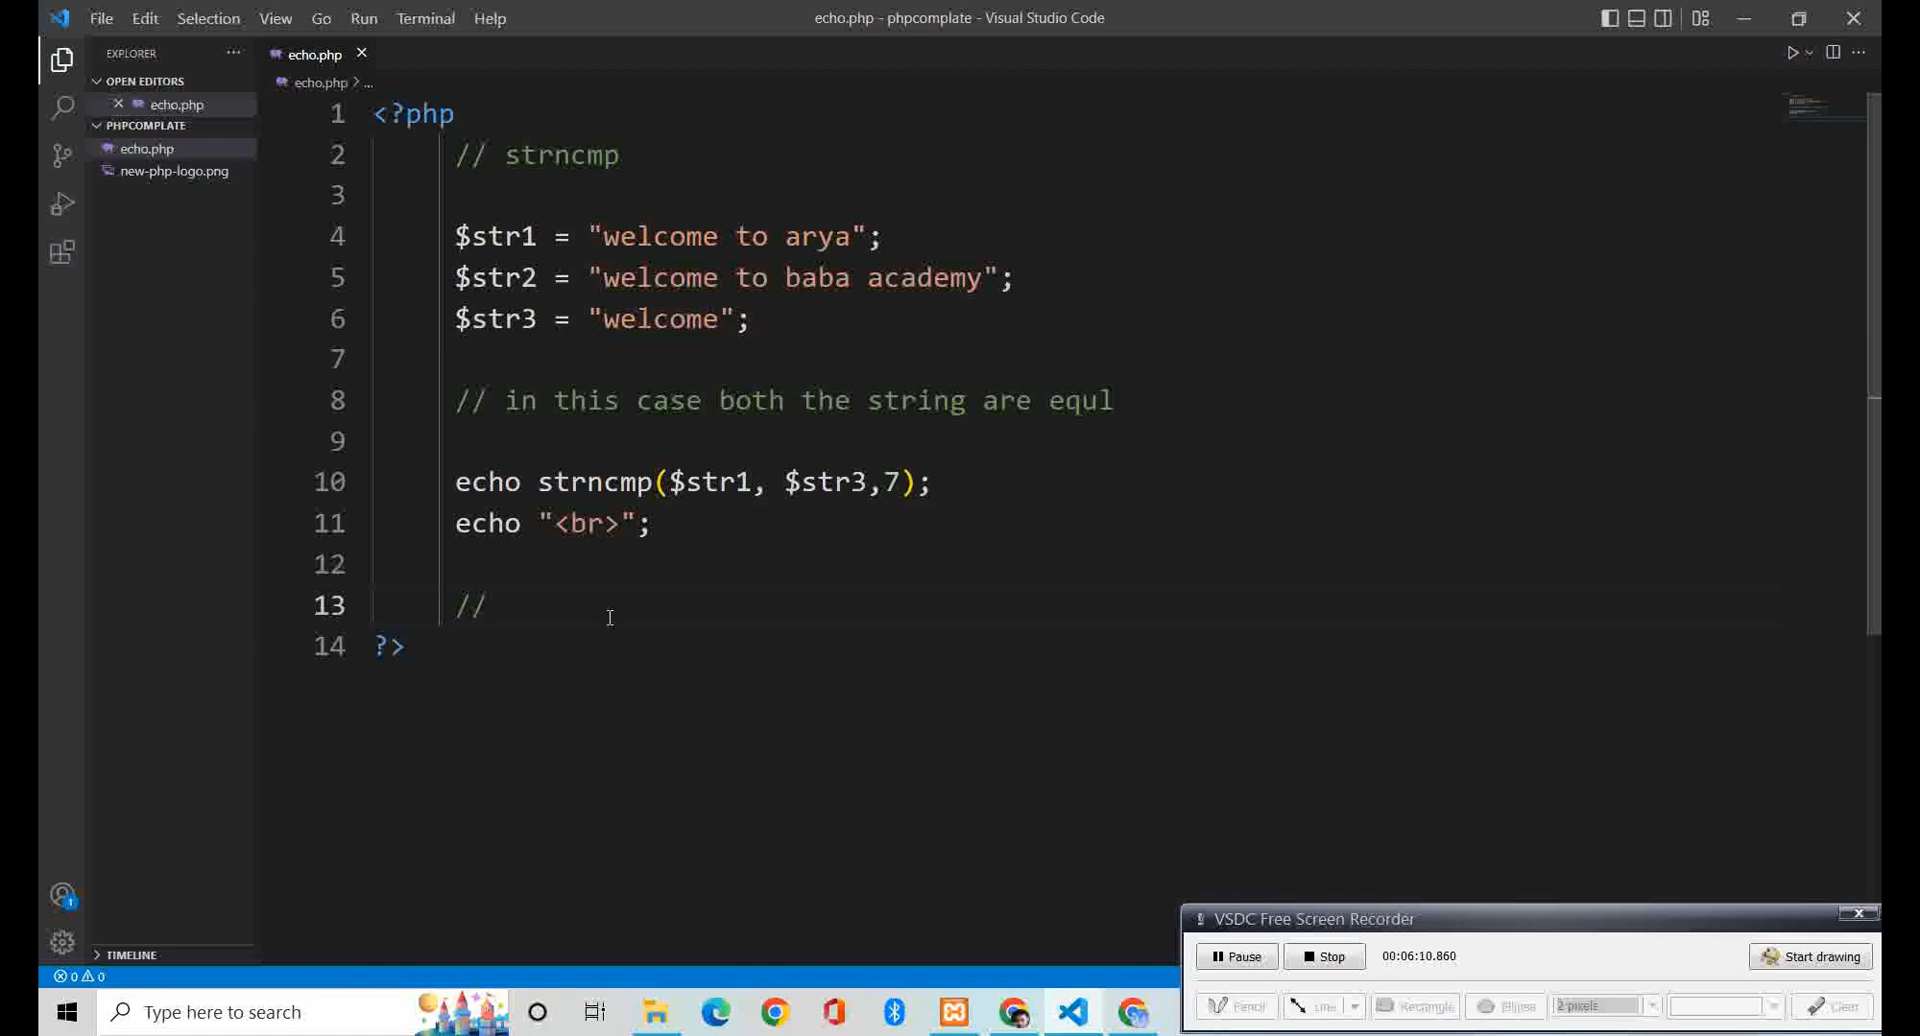 File Edit Selection View Go Run Terminal Help
echo.php - phpcomplate - Visual Studio Code
EXPLORER
echo.php
OPEN EDITORS
echo.php
PHPCOMPLATE
echo.php
new-php-logo.png
echo.php > ...
1 <?php
2 // strncmp
3
4 $str1 = "welcome to arya";
5 $str2 = "welcome to baba academy";
6 $str3 = "welcome";
7
8 // in this case both the string are equl
9
10 echo strncmp($str1, $str3,7);
11 echo "<br>";
12
13 //
14 ?>
1
TIMELINE
0 0
VSDC Free Screen Recorder
Pause Stop 00:06:10.860 Start drawing
Pencil Line Rectangle Ellipse 2 pixels Clear
Type here to search